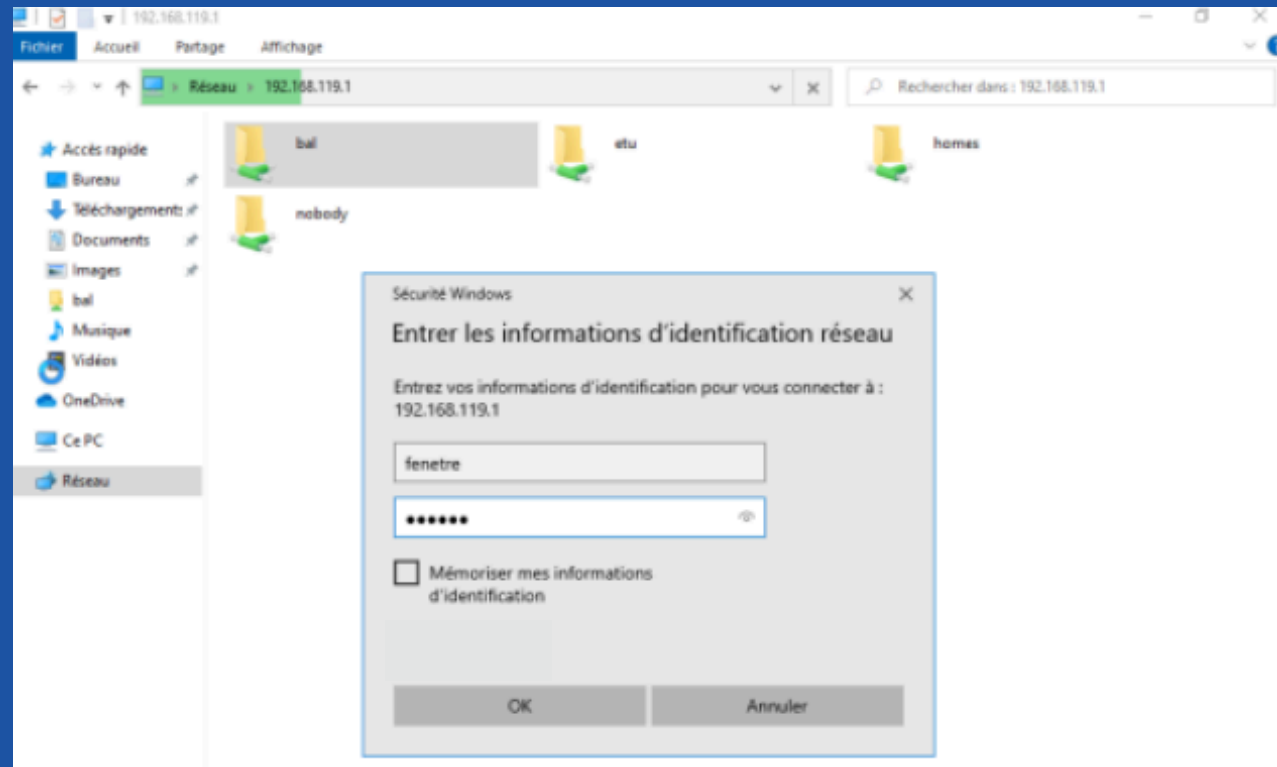 192.168.119.1
Fichier Accueil Partage Affichage
Réseau 192.168.119.1
Rechercher dans : 192.168.119.1
Accès rapide
Bureau
Téléchargements
Documents
Images
bal
Musique
Vidéos
OneDrive
Ce PC
Réseau
bal etu homes
nobody
Sécurité Windows
Entrer les informations d'identification réseau
Entrez vos informations d'identification pour vous connecter à :
192.168.119.1
fenetre
••••••
Mémoriser mes informations
d'identification
OK Annuler